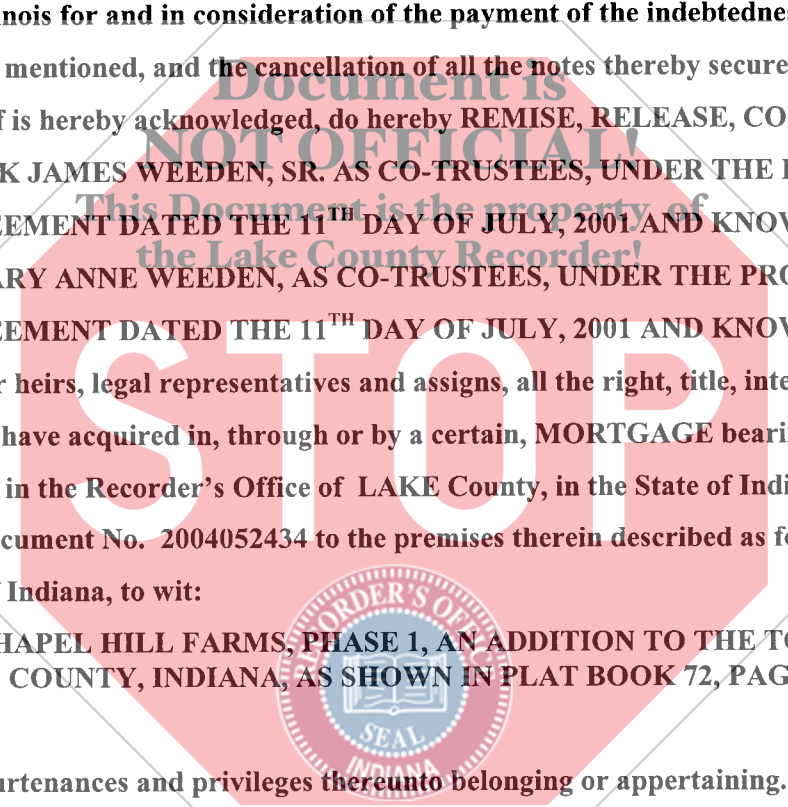 inois for and in consideration of the payment of the indebtednes
mentioned, and the cancellation of all the notes thereby secure
Document is
f is hereby acknowledged, do hereby REMISE, RELEASE, CO
NOT OFFICIAL!
K JAMES WEEDEN, SR. AS CO-TRUSTEES, UNDER THE
This Document is the property of
EEMENT DATED THE 11TH DAY OF JULY, 2001 AND KNOW
the Lake County Recorder!
ARY ANNE WEEDEN, AS CO-TRUSTEES, UNDER THE PRO
EEMENT DATED THE 11TH DAY OF JULY, 2001 AND KNOW
STOP
r heirs, legal representatives and assigns, all the right, title, inte
have acquired in, through or by a certain, MORTGAGE beari
in the Recorder's Office of LAKE County, in the State of Indi
cument No. 2004052434 to the premises therein described as fo
f Indiana, to wit:
RECORDER'S OFFICE
HAPEL HILL FARMS, PHASE 1, AN ADDITION TO THE TO
COUNTY, INDIANA, AS SHOWN IN PLAT BOOK 72, PAG
SEAL
INDIANA
urtenances and privileges thereunto belonging or appertaining.